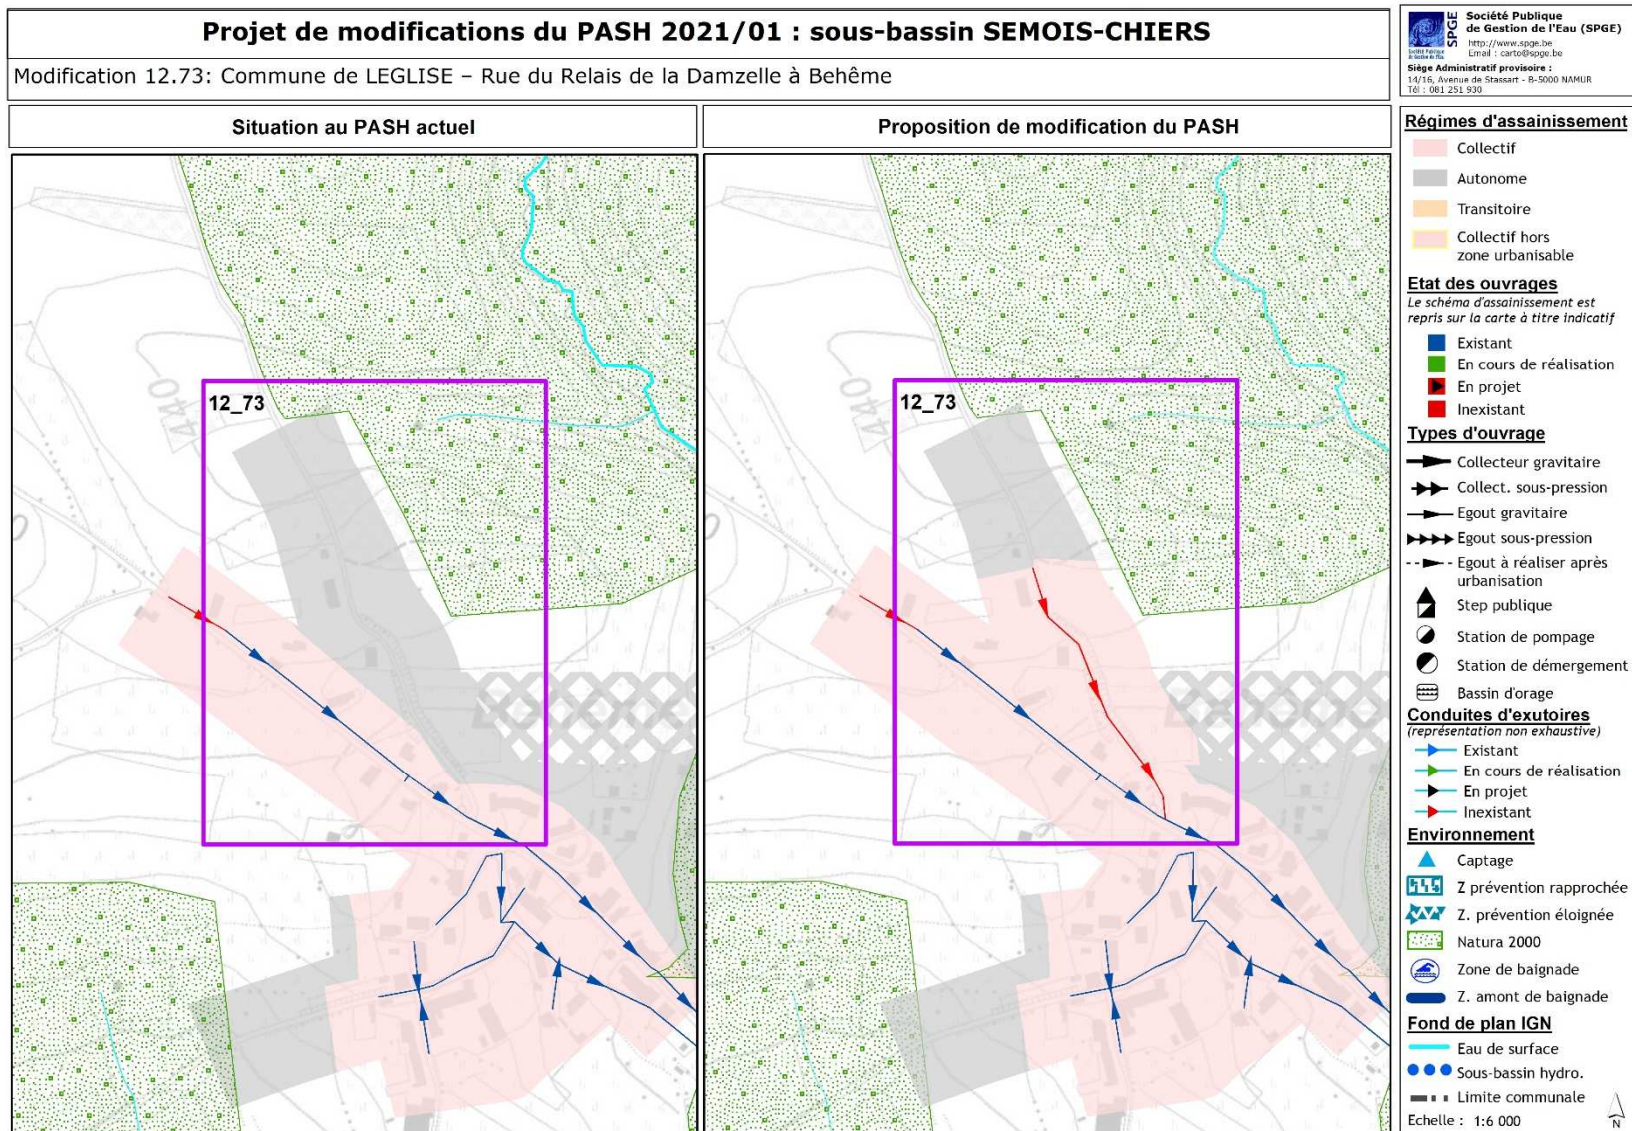 Projet de modifications du PASH 2021/01 : sous-bassin SEMOIS-CHIERS
Modification 12.73: Commune de LEGLISE – Rue du Relais de la Damzelle à Behême
SPGE
Société Publique
de Gestion de l'Eau (SPGE)
http://www.spge.be
Email : carto@spge.be
Siège Administratif provisoire :
14/16, Avenue de Stassart - B-5000 NAMUR
Tél : 081 251 930
Situation au PASH actuel
Proposition de modification du PASH
12_73
440
12_73
440
Régimes d'assainissement
Collectif
Autonome
Transitoire
Collectif hors
zone urbanisable
Etat des ouvrages
Le schéma d'assainissement est
repris sur la carte à titre indicatif
Existant
En cours de réalisation
En projet
Inexistant
Types d'ouvrage
Collecteur gravitaire
Collect. sous-pression
Egout gravitaire
Egout sous-pression
Egout à réaliser après
urbanisation
Step publique
Station de pompage
Station de démergement
Bassin d'orage
Conduites d'exutoires
(représentation non exhaustive)
Existant
En cours de réalisation
En projet
Inexistant
Environnement
Captage
Z prévention rapprochée
Z. prévention éloignée
Natura 2000
Zone de baignade
Z. amont de baignade
Fond de plan IGN
Eau de surface
Sous-bassin hydro.
Limite communale
Echelle : 1:6 000
N